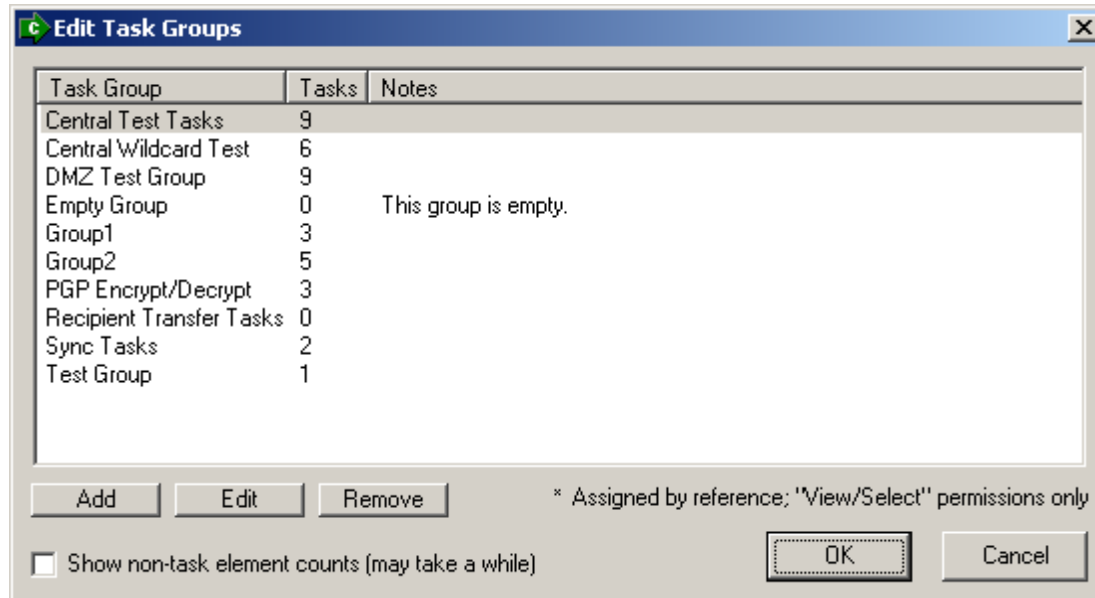 C Edit Task Groups
Task Group Tasks Notes
Central Test Tasks 9
Central Wildcard Test 6
DMZ Test Group 9
Empty Group 0 This group is empty.
Group1 3
Group2 5
PGP Encrypt/Decrypt 3
Recipient Transfer Tasks 0
Sync Tasks 2
Test Group 1
Add Edit Remove * Assigned by reference; "View/Select" permissions only
Show non-task element counts (may take a while) OK Cancel